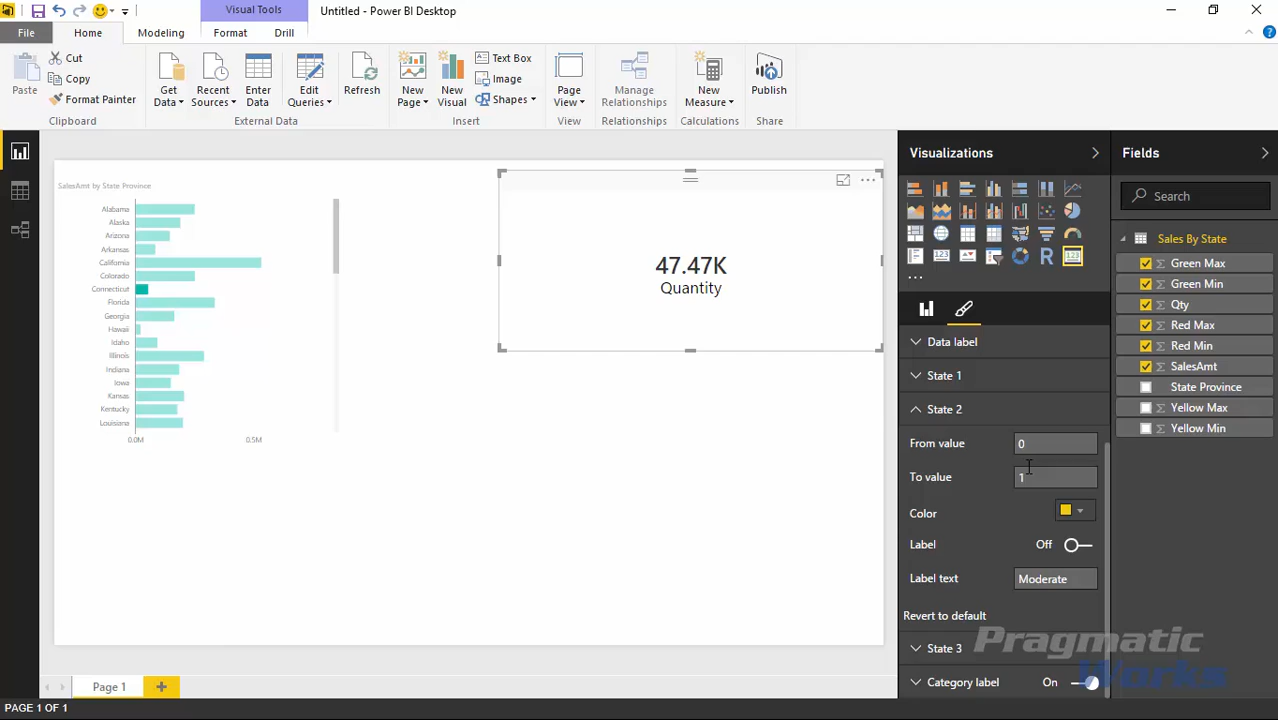 Visual Tools
Untitled - Power BI Desktop
File
Home
Modeling
Format
Drill
Paste
Cut
Copy
Format Painter
Clipboard
Get Data
Recent Sources
Enter Data
Edit Queries
Refresh
External Data
New Page
New Visual
Text Box
Image
Shapes
Insert
Page View
View
Manage Relationships
Relationships
New Measure
Calculations
Publish
Share
SalesAmt by State Province
Alabama
Alaska
Arizona
Arkansas
California
Colorado
Connecticut
Florida
Georgia
Hawaii
Idaho
Illinois
Indiana
Iowa
Kansas
Kentucky
Louisiana
0.0M
0.5M
47.47K
Quantity
Visualizations
R
Data label
State 1
State 2
From value
0
To value
1
Color
Label
Off
Label text
Moderate
Revert to default
State 3
Category label
On
Fields
Search
Sales By State
Green Max
Green Min
Qty
Red Max
Red Min
SalesAmt
State Province
Yellow Max
Yellow Min
Pragmatic
Works
Page 1
PAGE 1 OF 1